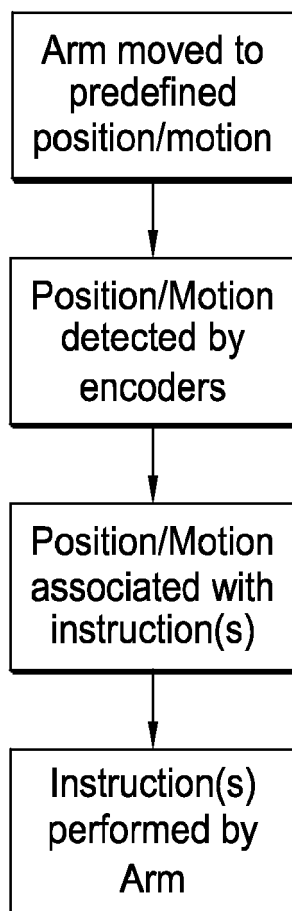 Arm moved to
predefined
position/motion
Position/Motion
detected by
encoders
Position/Motion
associated with
instruction(s)
Instruction(s)
performed by
Arm